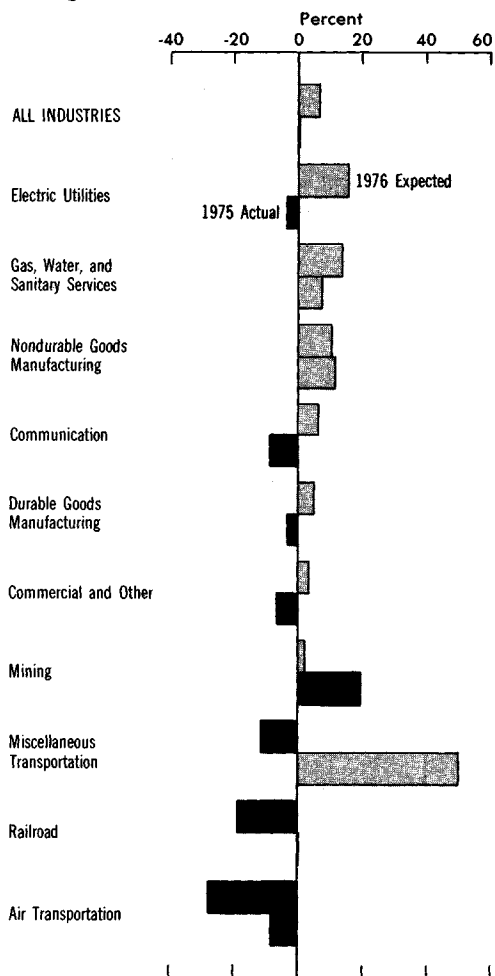 Percent
-40 -20 0 20 40 60
ALL INDUSTRIES
Electric Utilities
1976 Expected
1975 Actual
Gas, Water, and
Sanitary Services
Nondurable Goods
Manufacturing
Communication
Durable Goods
Manufacturing
Commercial and Other
Mining
Miscellaneous
Transportation
Railroad
Air Transportation